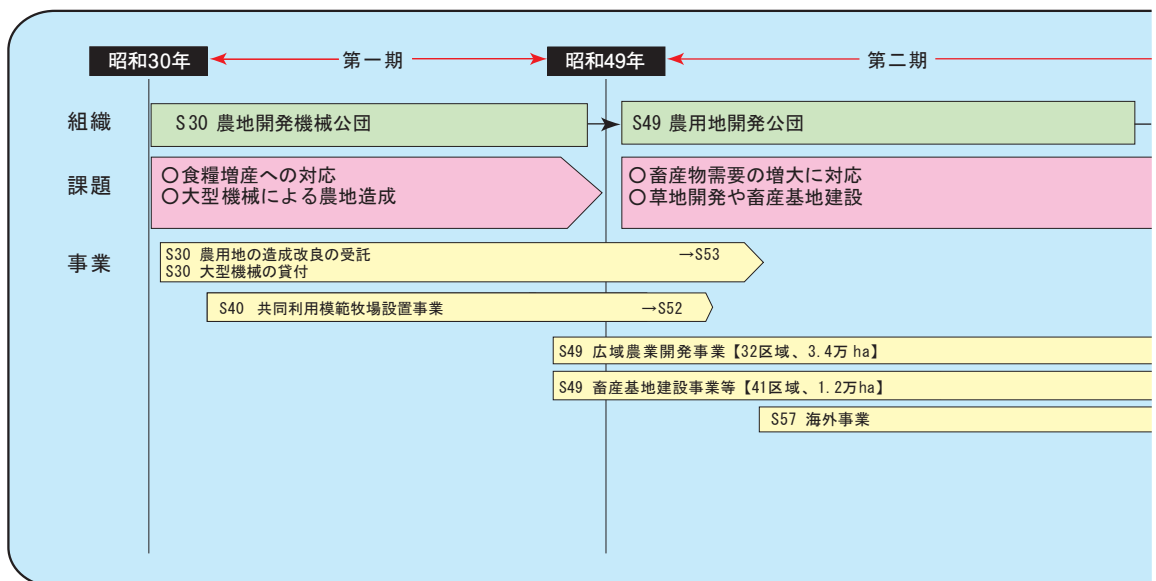 昭和30年 第一期 昭和49年 第二期
組織 S30 農地開発機械公団 S49 農用地開発公団
課題
○食糧増産への対応
○大型機械による農地造成
○畜産物需要の増大に対応
○草地開発や畜産基地建設
事業
S30 農用地の造成改良の受託 →S53
S30 大型機械の貸付
S40 共同利用模範牧場設置事業 →S52
S49 広域農業開発事業【32区域、3.4万ha】
S49 畜産基地建設事業等【41区域、1.2万ha】
S57 海外事業